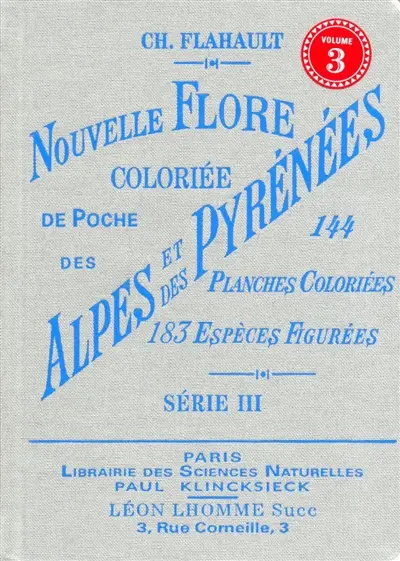 CH. FLAHAULT
VOLUME
3
NOUVELLE FLORE
COLORIÉE
DE POCHE
DES
ALPES ET DES PYRÉNÉES
144
PLANCHES COLORIÉES
183 ESPÈCES FIGURÉES
SÉRIE III
PARIS
LIBRAIRIE DES SCIENCES NATURELLES
PAUL KLINCKSIECK
LÉON LHOMME Succ
3, Rue Corneille, 3